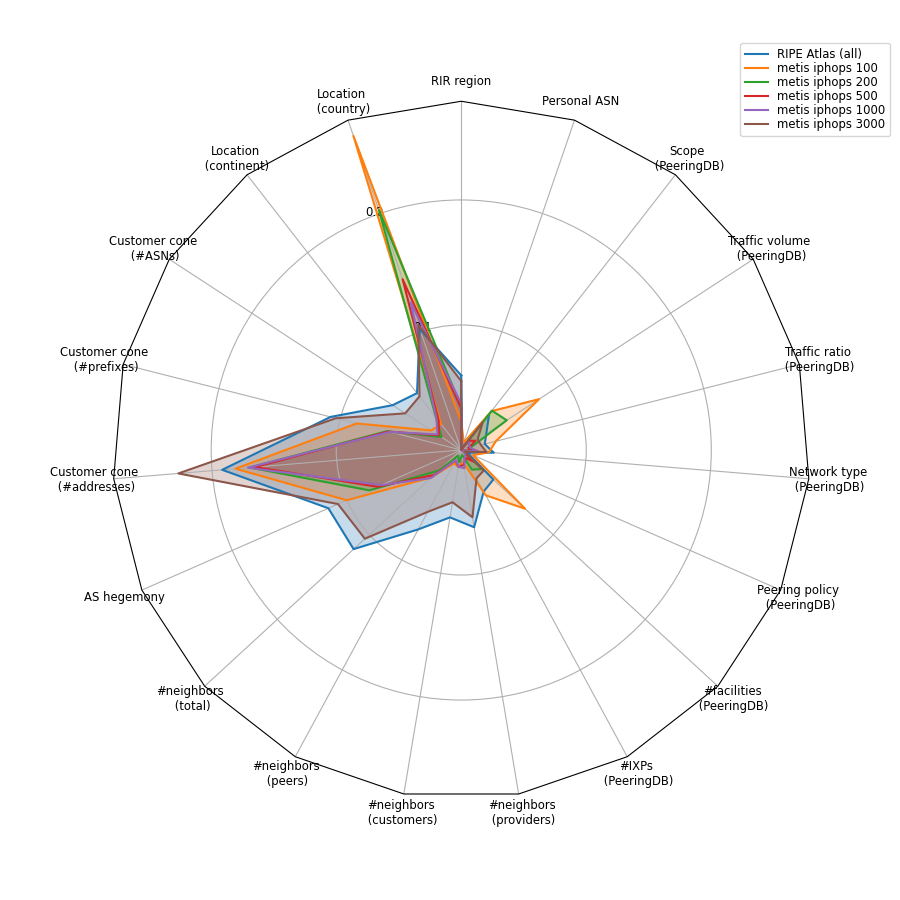 RIPE Atlas (all)
metis iphops 100
metis iphops 200
metis iphops 500
metis iphops 1000
metis iphops 3000
RIR region
Personal ASN
Scope
(PeeringDB)
Traffic volume
(PeeringDB)
Traffic ratio
(PeeringDB)
Network type
(PeeringDB)
Peering policy
(PeeringDB)
#facilities
(PeeringDB)
#IXPs
(PeeringDB)
#neighbors
(providers)
#neighbors
(customers)
#neighbors
(peers)
#neighbors
(total)
AS hegemony
Customer cone
(#addresses)
Customer cone
(#prefixes)
Customer cone
(#ASNs)
Location
(continent)
Location
(country)